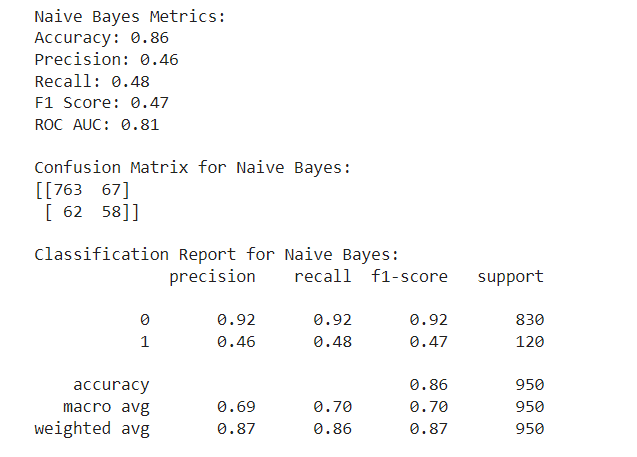 Naive Bayes Metrics:
Accuracy: 0.86
Precision: 0.46
Recall: 0.48
F1 Score: 0.47
ROC AUC: 0.81
Confusion Matrix for Naive Bayes:
[[763 67]
[ 62 58]]
Classification Report for Naive Bayes:
precision recall f1-score support
0 0.92 0.92 0.92 830
1 0.46 0.48 0.47 120
accuracy 0.86 950
macro avg 0.69 0.70 0.70 950
weighted avg 0.87 0.86 0.87 950